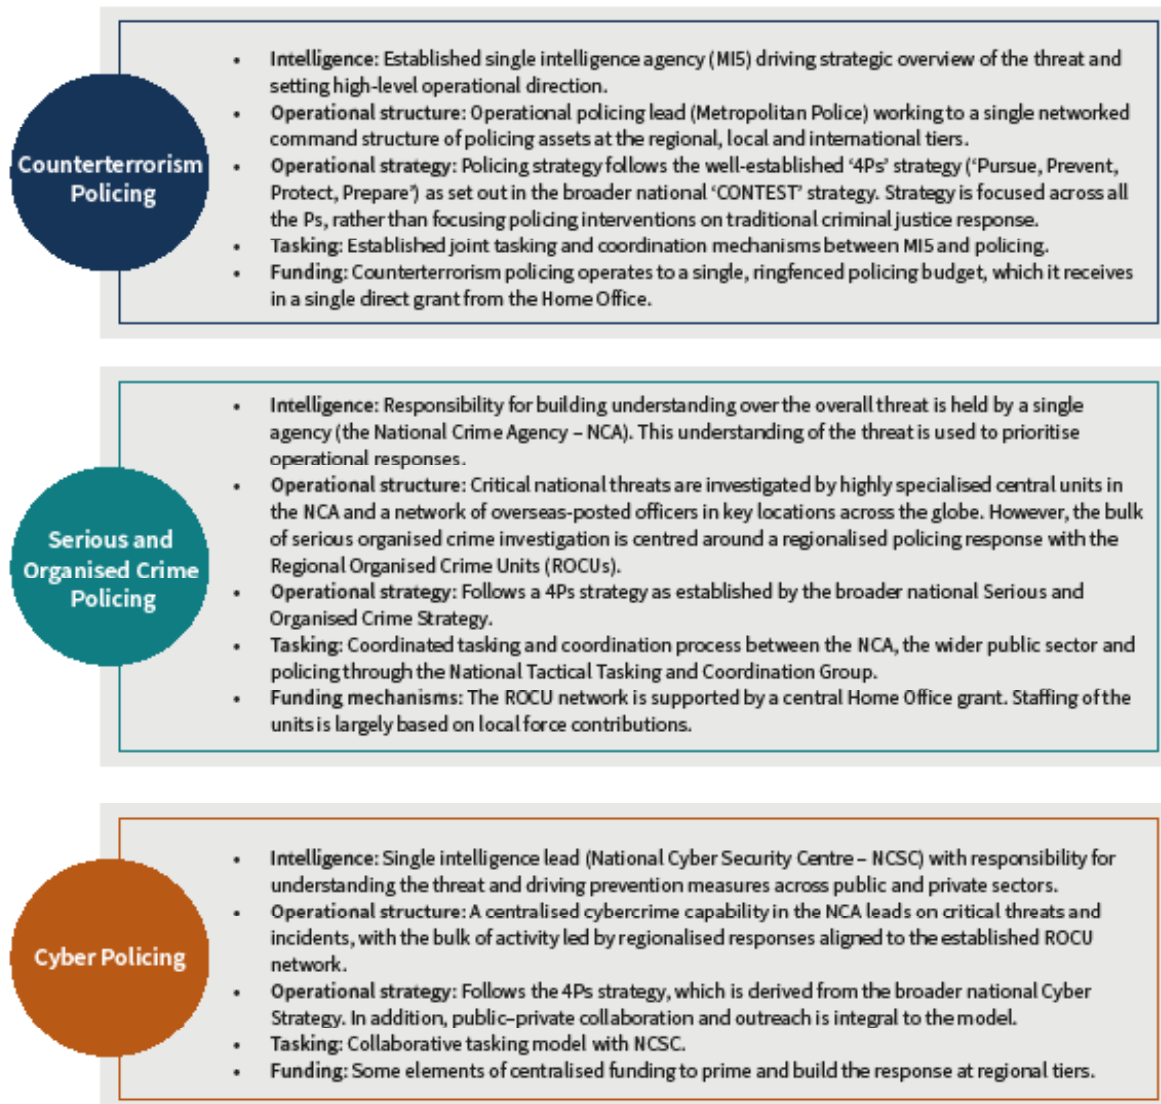 Counterterrorism
Policing
• Intelligence: Established single intelligence agency (MI5) driving strategic overview of the threat and
setting high-level operational direction.
• Operational structure: Operational policing lead (Metropolitan Police) working to a single networked
command structure of policing assets at the regional, local and international tiers.
• Operational strategy: Policing strategy follows the well-established ‘4Ps’ strategy (‘Pursue, Prevent,
Protect, Prepare’) as set out in the broader national ‘CONTEST’ strategy. Strategy is focused across all
the Ps, rather than focusing policing interventions on traditional criminal justice response.
• Tasking: Established joint tasking and coordination mechanisms between MI5 and policing.
• Funding: Counterterrorism policing operates to a single, ringfenced policing budget, which it receives
in a single direct grant from the Home Office.
Serious and
Organised Crime
Policing
• Intelligence: Responsibility for building understanding over the overall threat is held by a single
agency (the National Crime Agency – NCA). This understanding of the threat is used to prioritise
operational responses.
• Operational structure: Critical national threats are investigated by highly specialised central units in
the NCA and a network of overseas-posted officers in key locations across the globe. However, the bulk
of serious organised crime investigation is centred around a regionalised policing response with the
Regional Organised Crime Units (ROCUs).
• Operational strategy: Follows a 4Ps strategy as established by the broader national Serious and
Organised Crime Strategy.
• Tasking: Coordinated tasking and coordination process between the NCA, the wider public sector and
policing through the National Tactical Tasking and Coordination Group.
• Funding mechanisms: The ROCU network is supported by a central Home Office grant. Staffing of the
units is largely based on local force contributions.
Cyber Policing
• Intelligence: Single intelligence lead (National Cyber Security Centre – NCSC) with responsibility for
understanding the threat and driving prevention measures across public and private sectors.
• Operational structure: A centralised cybercrime capability in the NCA leads on critical threats and
incidents, with the bulk of activity led by regionalised responses aligned to the established ROCU
network.
• Operational strategy: Follows the 4Ps strategy, which is derived from the broader national Cyber
Strategy. In addition, public–private collaboration and outreach is integral to the model.
• Tasking: Collaborative tasking model with NCSC.
• Funding: Some elements of centralised funding to prime and build the response at regional tiers.